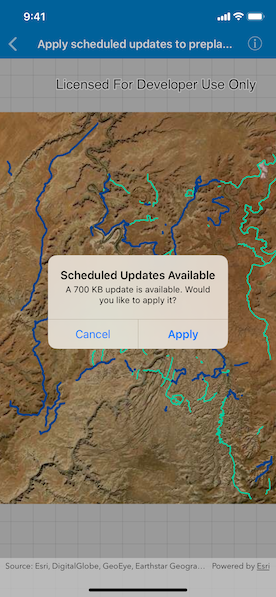 9:41
Apply scheduled updates to prepla...
Licensed For Developer Use Only
Scheduled Updates Available
A 700 KB update is available. Would
you like to apply it?
Cancel
Apply
Source: Esri, DigitalGlobe, GeoEye, Earthstar Geogra...
Powered by Esri